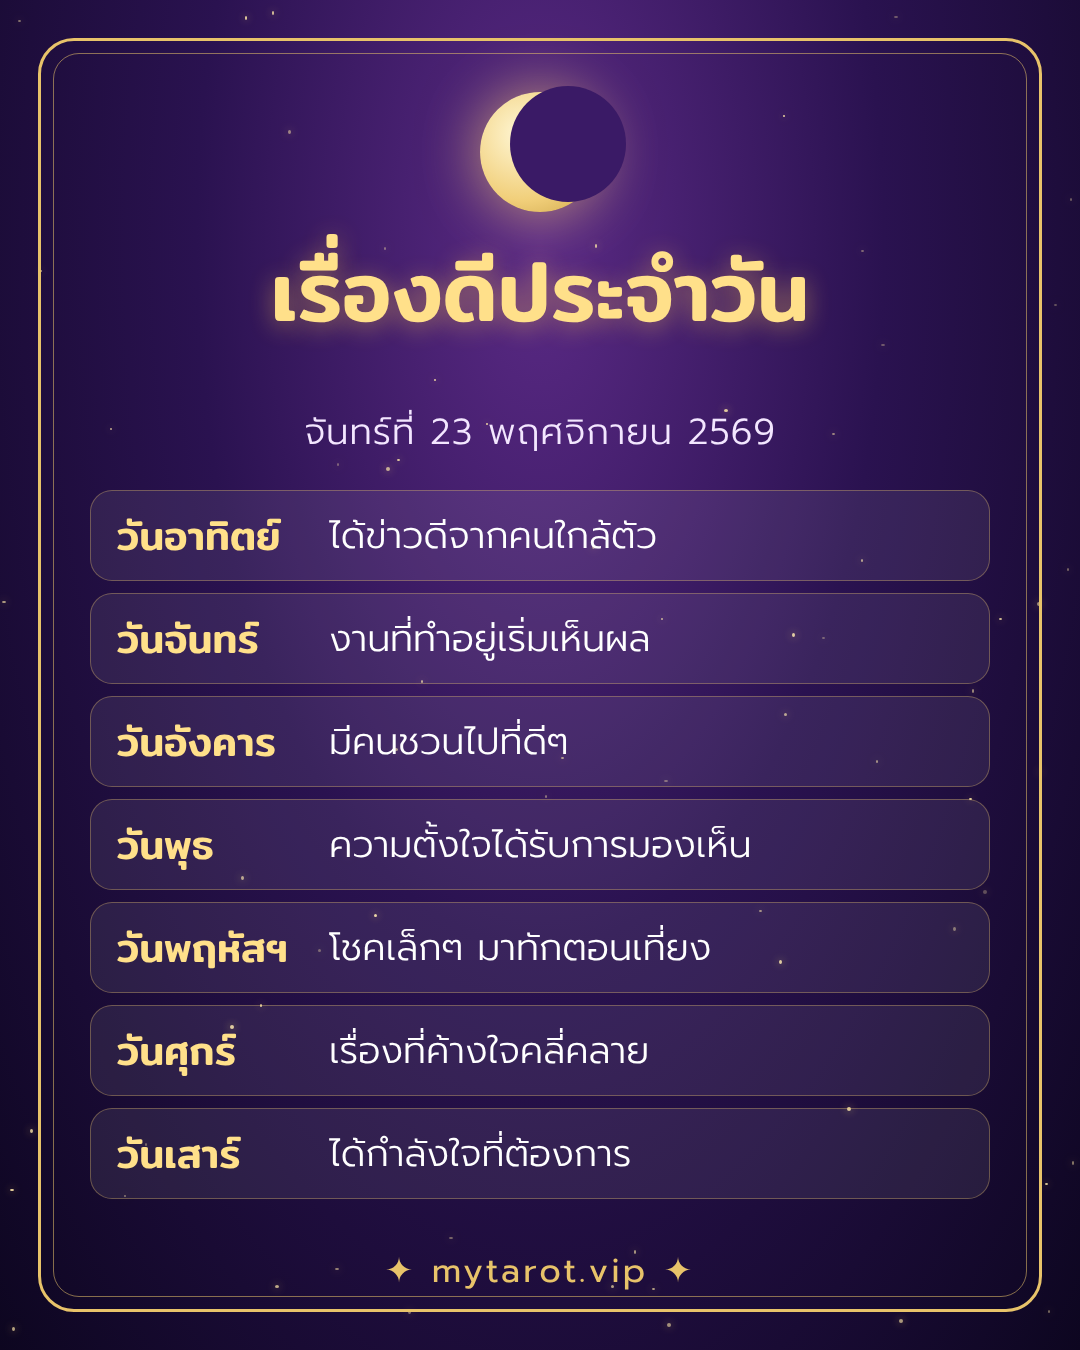 เรื่องดีประจำวัน
จันทร์ที่ 23 พฤศจิกายน 2569
วันอาทิตย์ ได้ข่าวดีจากคนใกล้ตัว
วันจันทร์ งานที่ทำอยู่เริ่มเห็นผล
วันอังคาร มีคนชวนไปที่ดีๆ
วันพุธ ความตั้งใจได้รับการมองเห็น
วันพฤหัสฯ โชคเล็กๆ มาทักตอนเที่ยง
วันศุกร์ เรื่องที่ค้างใจคลี่คลาย
วันเสาร์ ได้กำลังใจที่ต้องการ
✦ mytarot.vip ✦